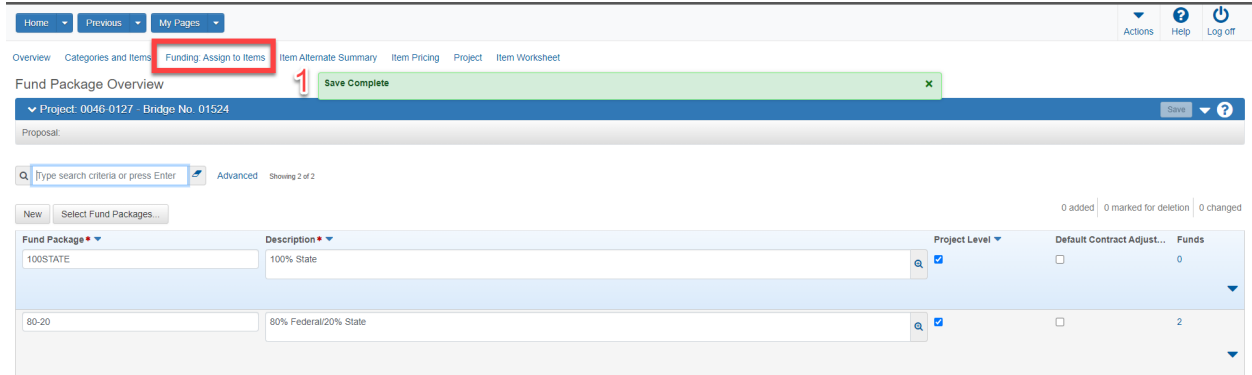 Home Previous My Pages Actions Help Log off
Overview Categories and Items Funding: Assign to Items Item Alternate Summary Item Pricing Project Item Worksheet
Fund Package Overview 1 Save Complete x
Project: 0046-0127 - Bridge No. 01524 Save ?
Proposal:
Type search criteria or press Enter Advanced Showing 2 of 2
New Select Fund Packages... 0 added 0 marked for deletion 0 changed
Fund Package* Description* Project Level Default Contract Adjust... Funds
100STATE 100% State 0
80-20 80% Federal/20% State 2